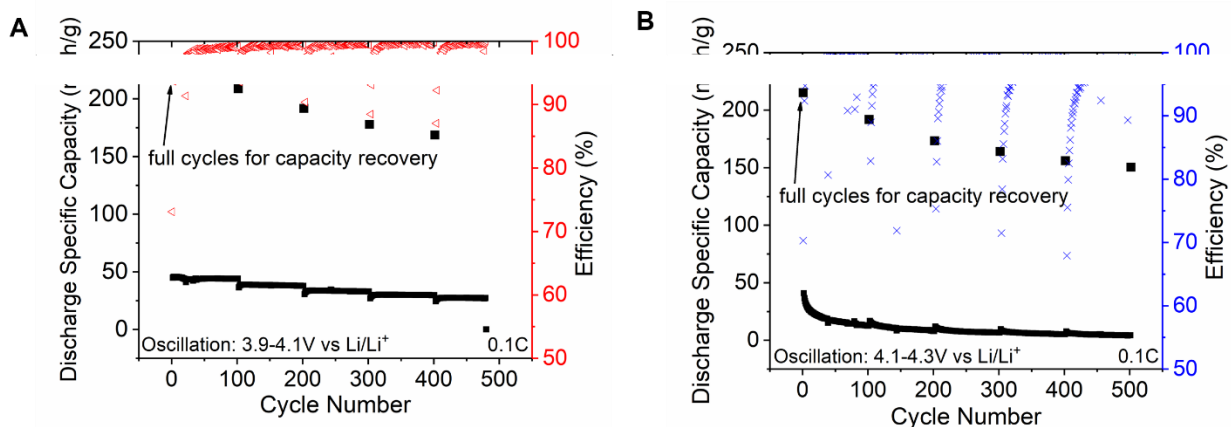 A
Discharge Specific Capacity
h/g)
250
200
150
100
50
0
full cycles for capacity recovery
Oscillation: 3.9-4.1V vs Li/Li⁺
0.1C
0 100 200 300 400 500
Cycle Number
100
90
80
70
60
50
Efficiency (%)
B
Discharge Specific Capacity
h/g)
250
200
150
100
50
0
full cycles for capacity recovery
Oscillation: 4.1-4.3V vs Li/Li⁺
0.1C
0 100 200 300 400 500
Cycle Number
100
90
80
70
60
50
Efficiency (%)